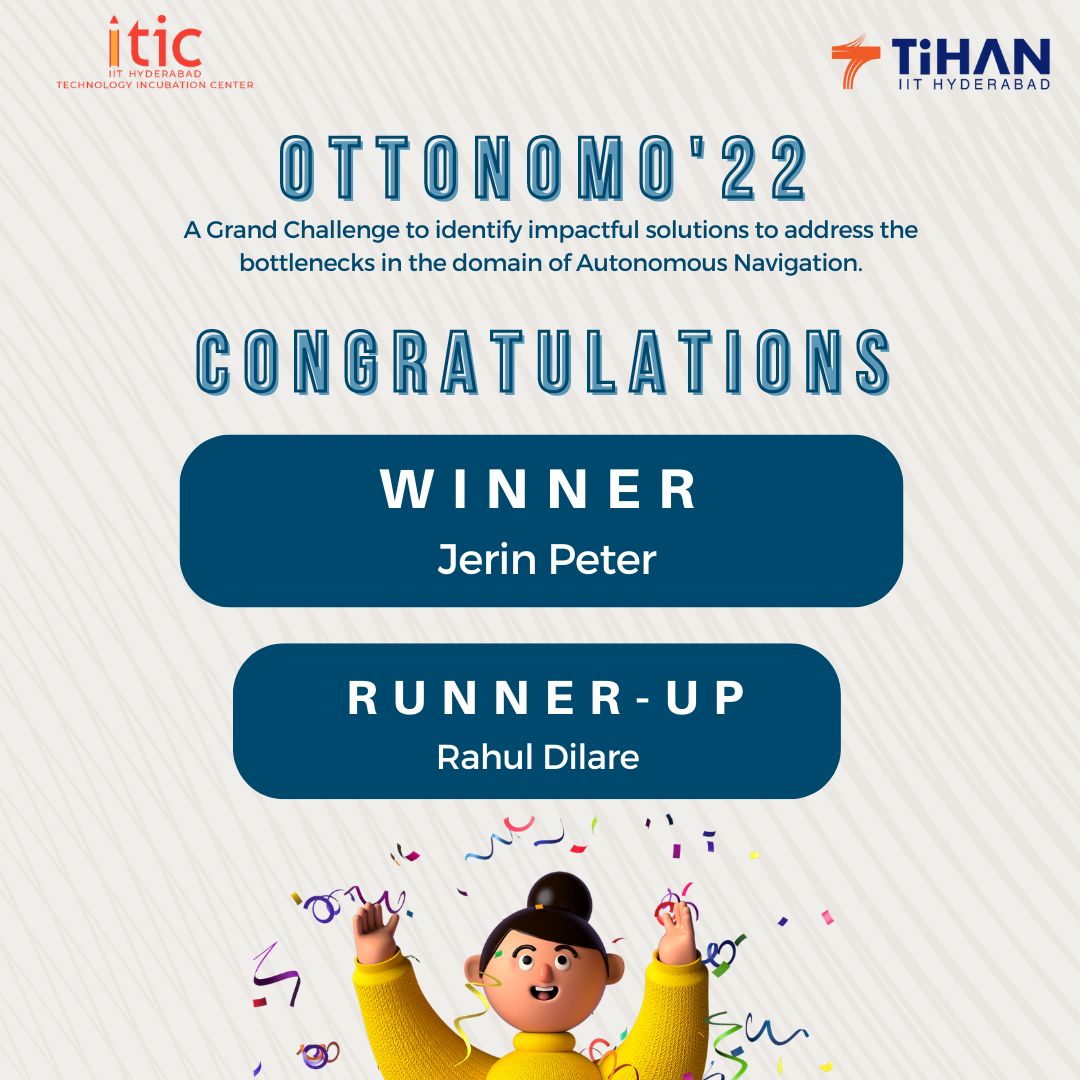 itic
IIT HYDERABAD
TECHNOLOGY INCUBATION CENTER
TiHAN
IIT HYDERABAD
OTTONOMO'22
A Grand Challenge to identify impactful solutions to address the
bottlenecks in the domain of Autonomous Navigation.
CONGRATULATIONS
WINNER
Jerin Peter
RUNNER-UP
Rahul Dilare